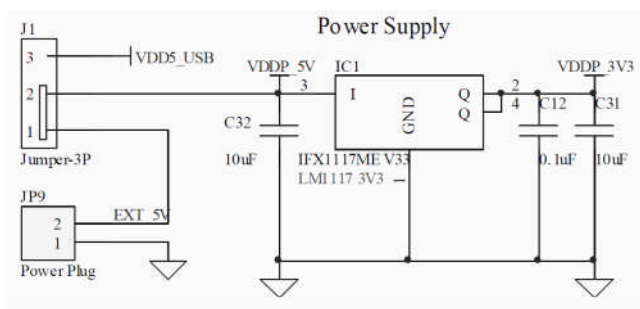 Power Supply
J1
3
VDD5_USB
VDDP_5V
IC1
VDDP_3V3
2
3
I
Q
2
4
Q
C12
C31
1
C32
GND
Jumper-3P
10uF
IFX1117ME V33
0.1uF
10uF
LM1117 3V3
1
JP9
EXT_5V
2
1
Power Plug